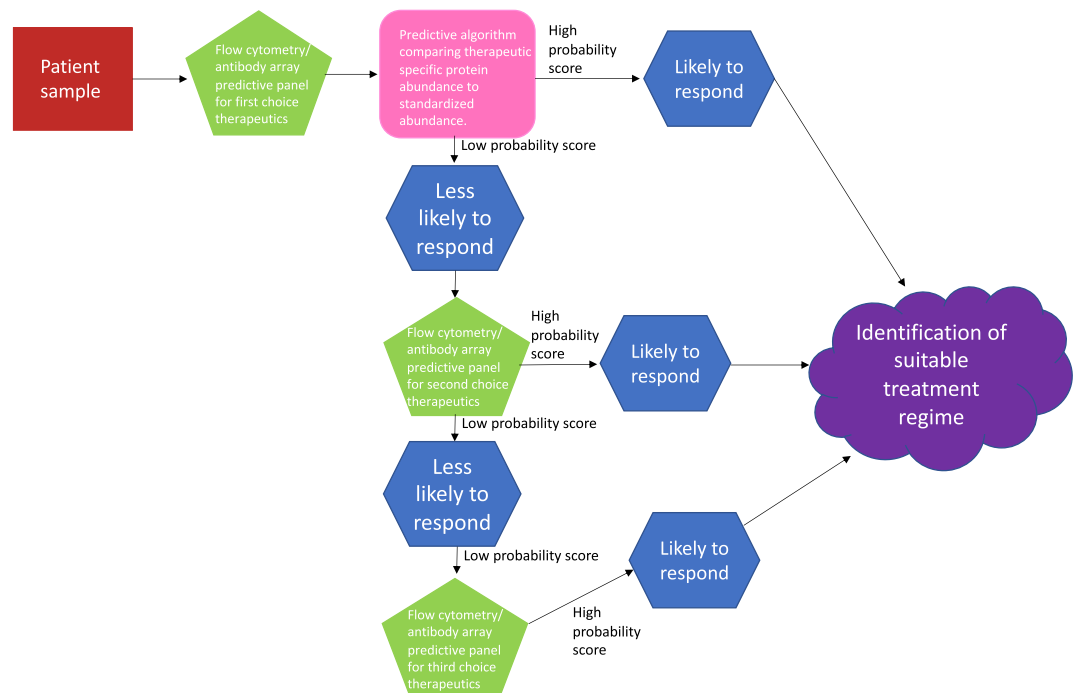 Patient
sample
Flow cytometry/
antibody array
predictive panel
for first choice
therapeutics
Predictive algorithm
comparing therapeutic
specific protein
abundance to
standardized
abundance.
High
probability
score
Likely to
respond
Low probability score
Less
likely to
respond
Flow cytometry/
antibody array
predictive panel
for second choice
therapeutics
High
probability
score
Likely to
respond
Identification of
suitable
treatment
regime
Low probability score
Less
likely to
respond
Low probability score
Flow cytometry/
antibody array
predictive panel
for third choice
therapeutics
High
probability
score
Likely to
respond